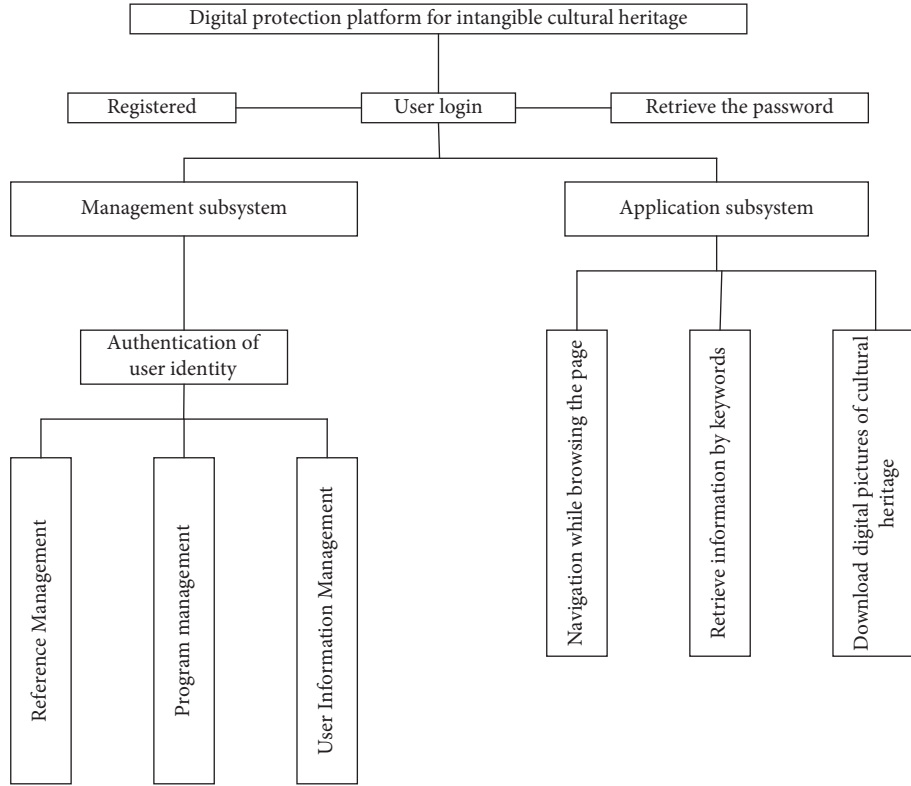 Digital protection platform for intangible cultural heritage
Registered
User login
Retrieve the password
Management subsystem
Application subsystem
Authentication of
user identity
Navigation while browsing the page
Retrieve information by keywords
Download digital pictures of cultural
heritage
Reference Management
Program management
User Information Management